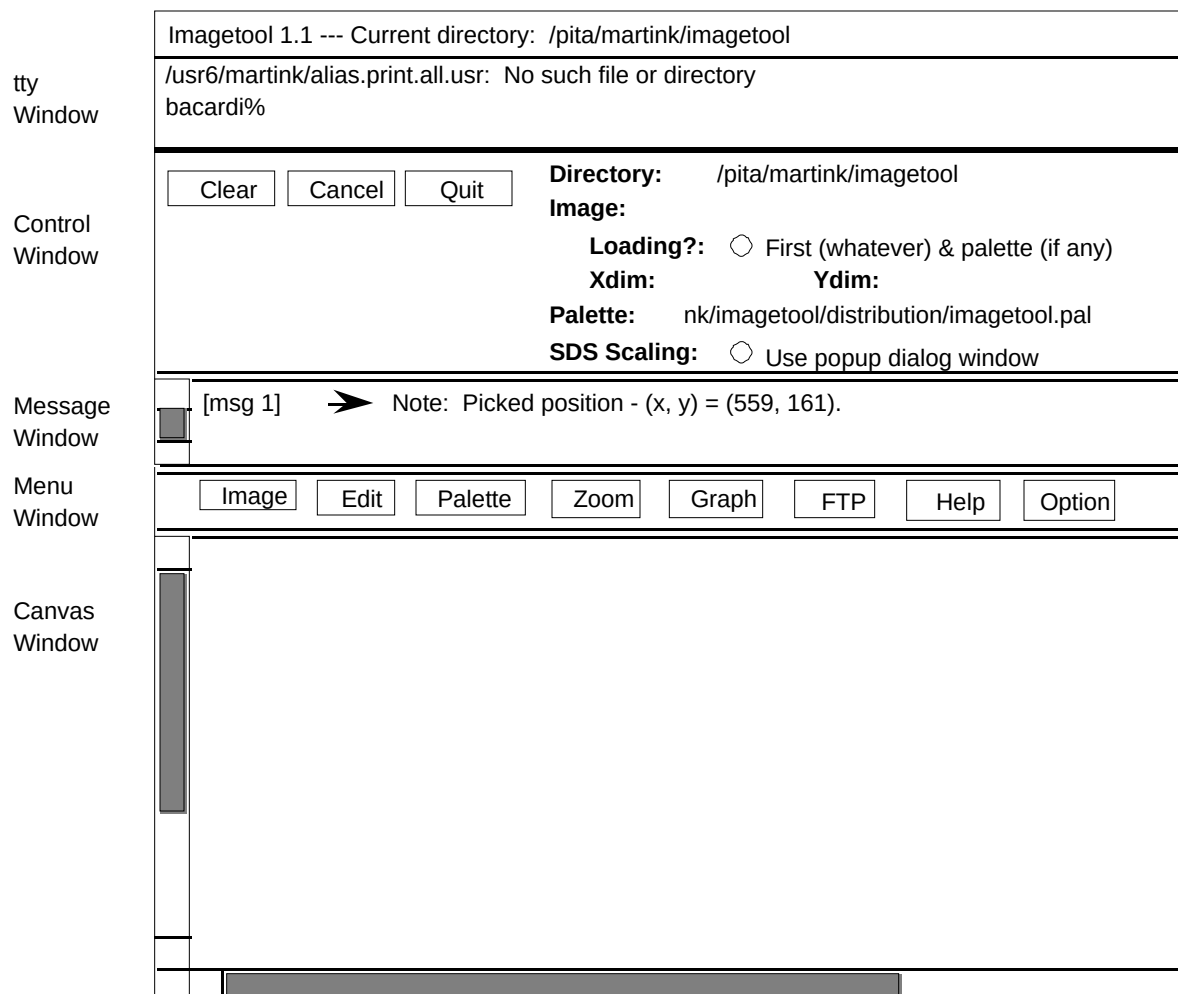 Imagetool 1.1 --- Current directory: /pita/martink/imagetool
tty
Window
/usr6/martink/alias.print.all.usr: No such file or directory
bacardi%
Control
Window
Clear Cancel Quit
Directory: /pita/martink/imagetool
Image:
Loading?: First (whatever) & palette (if any)
Xdim: Ydim:
Palette: nk/imagetool/distribution/imagetool.pal
SDS Scaling: Use popup dialog window
Message
Window
[msg 1] Note: Picked position - (x, y) = (559, 161).
Menu
Window
Image Edit Palette Zoom Graph FTP Help Option
Canvas
Window